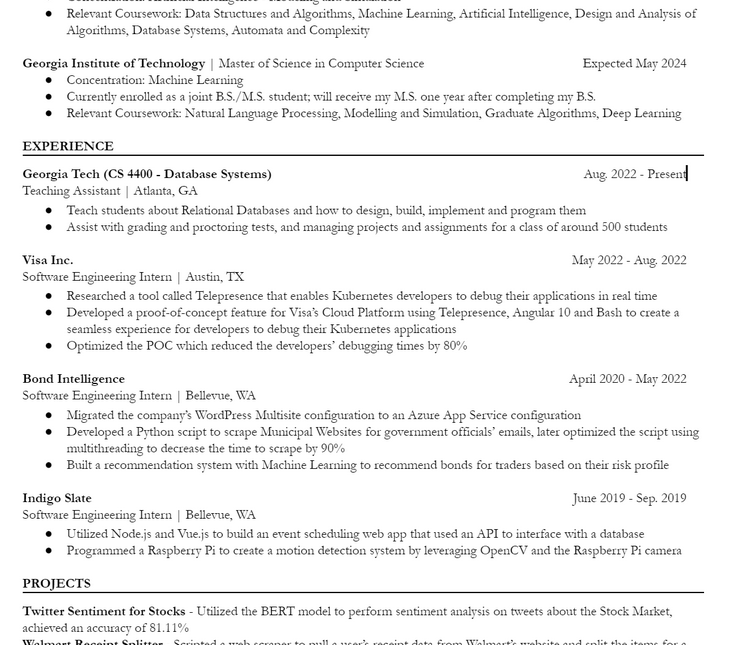 ● Relevant Coursework: Data Structures and Algorithms, Machine Learning, Artificial Intelligence, Design and Analysis of
Algorithms, Database Systems, Automata and Complexity
Georgia Institute of Technology | Master of Science in Computer Science Expected May 2024
● Concentration: Machine Learning
● Currently enrolled as a joint B.S./M.S. student; will receive my M.S. one year after completing my B.S.
● Relevant Coursework: Natural Language Processing, Modelling and Simulation, Graduate Algorithms, Deep Learning
EXPERIENCE
Georgia Tech (CS 4400 - Database Systems) Aug. 2022 - Present
Teaching Assistant | Atlanta, GA
● Teach students about Relational Databases and how to design, build, implement and program them
● Assist with grading and proctoring tests, and managing projects and assignments for a class of around 500 students
Visa Inc. May 2022 - Aug. 2022
Software Engineering Intern | Austin, TX
● Researched a tool called Telepresence that enables Kubernetes developers to debug their applications in real time
● Developed a proof-of-concept feature for Visa's Cloud Platform using Telepresence, Angular 10 and Bash to create a
seamless experience for developers to debug their Kubernetes applications
● Optimized the POC which reduced the developers' debugging times by 80%
Bond Intelligence April 2020 - May 2022
Software Engineering Intern | Bellevue, WA
● Migrated the company's WordPress Multisite configuration to an Azure App Service configuration
● Developed a Python script to scrape Municipal Websites for government officials' emails, later optimized the script using
multithreading to decrease the time to scrape by 90%
● Built a recommendation system with Machine Learning to recommend bonds for traders based on their risk profile
Indigo Slate June 2019 - Sep. 2019
Software Engineering Intern | Bellevue, WA
● Utilized Node.js and Vue.js to build an event scheduling web app that used an API to interface with a database
● Programmed a Raspberry Pi to create a motion detection system by leveraging OpenCV and the Raspberry Pi camera
PROJECTS
Twitter Sentiment for Stocks - Utilized the BERT model to perform sentiment analysis on tweets about the Stock Market,
achieved an accuracy of 81.11%
Walmart Receipt Splitter - Scripted a web scraper to pull a user's receipt data from Walmart's website and split the items for a